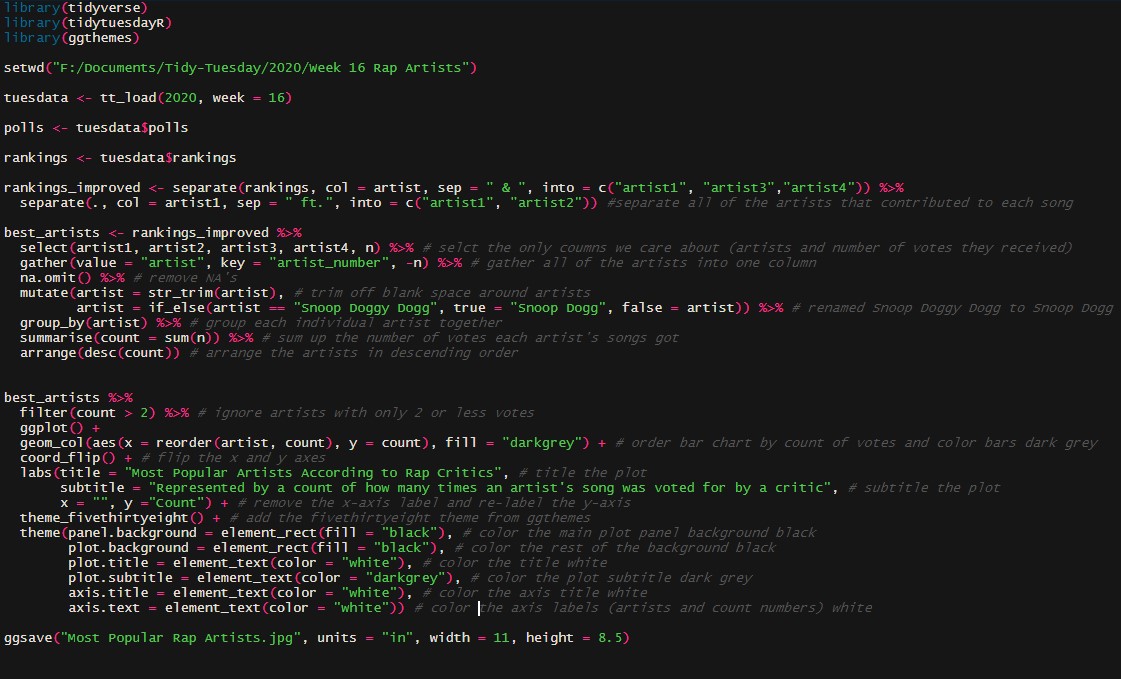 library(tidyverse)
library(tidytuesdayR)
library(ggthemes)
setwd("F:/Documents/Tidy-Tuesday/2020/Week 16 Rap Artists")
tuesdata <- tt_load(2020, week = 16)
polls <- tuesdata$polls
rankings <- tuesdata$rankings
rankings_improved <- separate(rankings, col = artist, sep = " & ", into = c("artist1", "artist3","artist4")) %>%
  separate(., col = artist1, sep = " ft.", into = c("artist1", "artist2")) #separate all of the artists that contributed to each song
best_artists <- rankings_improved %>%
  select(artist1, artist2, artist3, artist4, n) %>% # selct the only coumns we care about (artists and number of votes they received)
  gather(value = "artist", key = "artist_number", -n) %>% # gather all of the artists into one column
  na.omit() %>% # remove NA's
  mutate(artist = str_trim(artist), # trim off blank space around artists
         artist = if_else(artist == "Snoop Doggy Dogg", true = "Snoop Dogg", false = artist)) %>% # renamed Snoop Doggy Dogg to Snoop Dogg
  group_by(artist) %>% # group each individual artist together
  summarise(count = sum(n)) %>% # sum up the number of votes each artist's songs got
  arrange(desc(count)) # arrange the artists in descending order
best_artists %>%
  filter(count > 2) %>% # ignore artists with only 2 or less votes
  ggplot() +
  geom_col(aes(x = reorder(artist, count), y = count), fill = "darkgrey") + # order bar chart by count of votes and color bars dark grey
  coord_flip() + # flip the x and y axes
  labs(title = "Most Popular Artists According to Rap Critics", # title the plot
       subtitle = "Represented by a count of how many times an artist's song was voted for by a critic", # subtitle the plot
       x = "", y ="Count") + # remove the x-axis label and re-label the y-axis
  theme_fivethirtyeight() + # add the fivethirtyeight theme from ggthemes
  theme(panel.background = element_rect(fill = "black"), # color the main plot panel background black
        plot.background = element_rect(fill = "black"), # color the rest of the background black
        plot.title = element_text(color = "white"), # color the title white
        plot.subtitle = element_text(color = "darkgrey"), # color the plot subtitle dark grey
        axis.title = element_text(color = "white"), # color the axis title white
        axis.text = element_text(color = "white")) # color the axis labels (artists and count numbers) white
ggsave("Most Popular Rap Artists.jpg", units = "in", width = 11, height = 8.5)